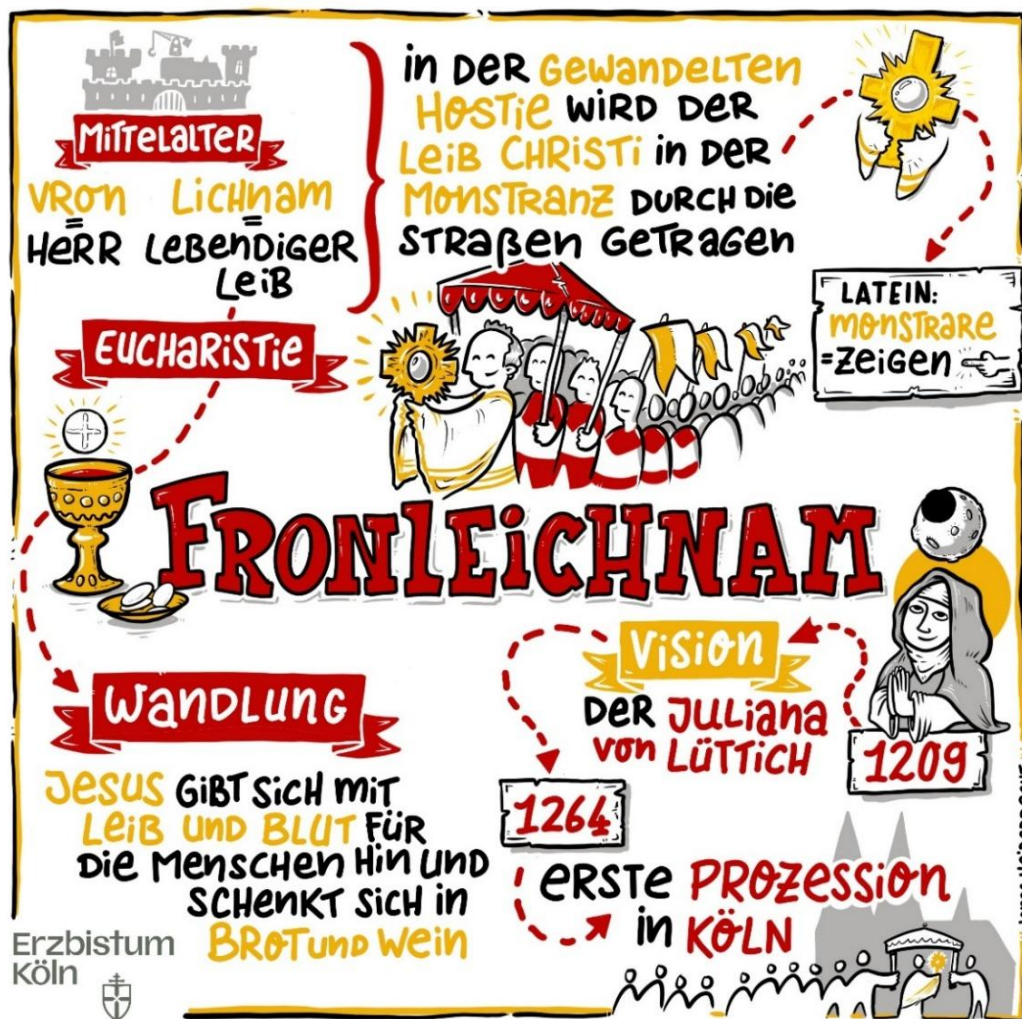 Mittelalter
VRON LICHNAM
= =
HERR LEBENDIGER
LEIB
IN DER GEWANDELTEN
HOSTIE WIRD DER
LEIB CHRISTI IN DER
MONSTRANZ DURCH DIE
STRAßEN GETRAGEN
LATEIN:
MONSTRARE
=ZEIGEN
EUCHARISTIE
FRONLEICHNAM
WANDLUNG
JESUS GIBT SICH MIT
LEIB UND BLUT FÜR
DIE MENSCHEN HIN UND
SCHENKT SICH IN
BROT UND WEIN
VISION
DER JULIANA
VON LÜTTICH
1209
1264
ERSTE PROZESSION
IN KÖLN
Erzbistum
Köln